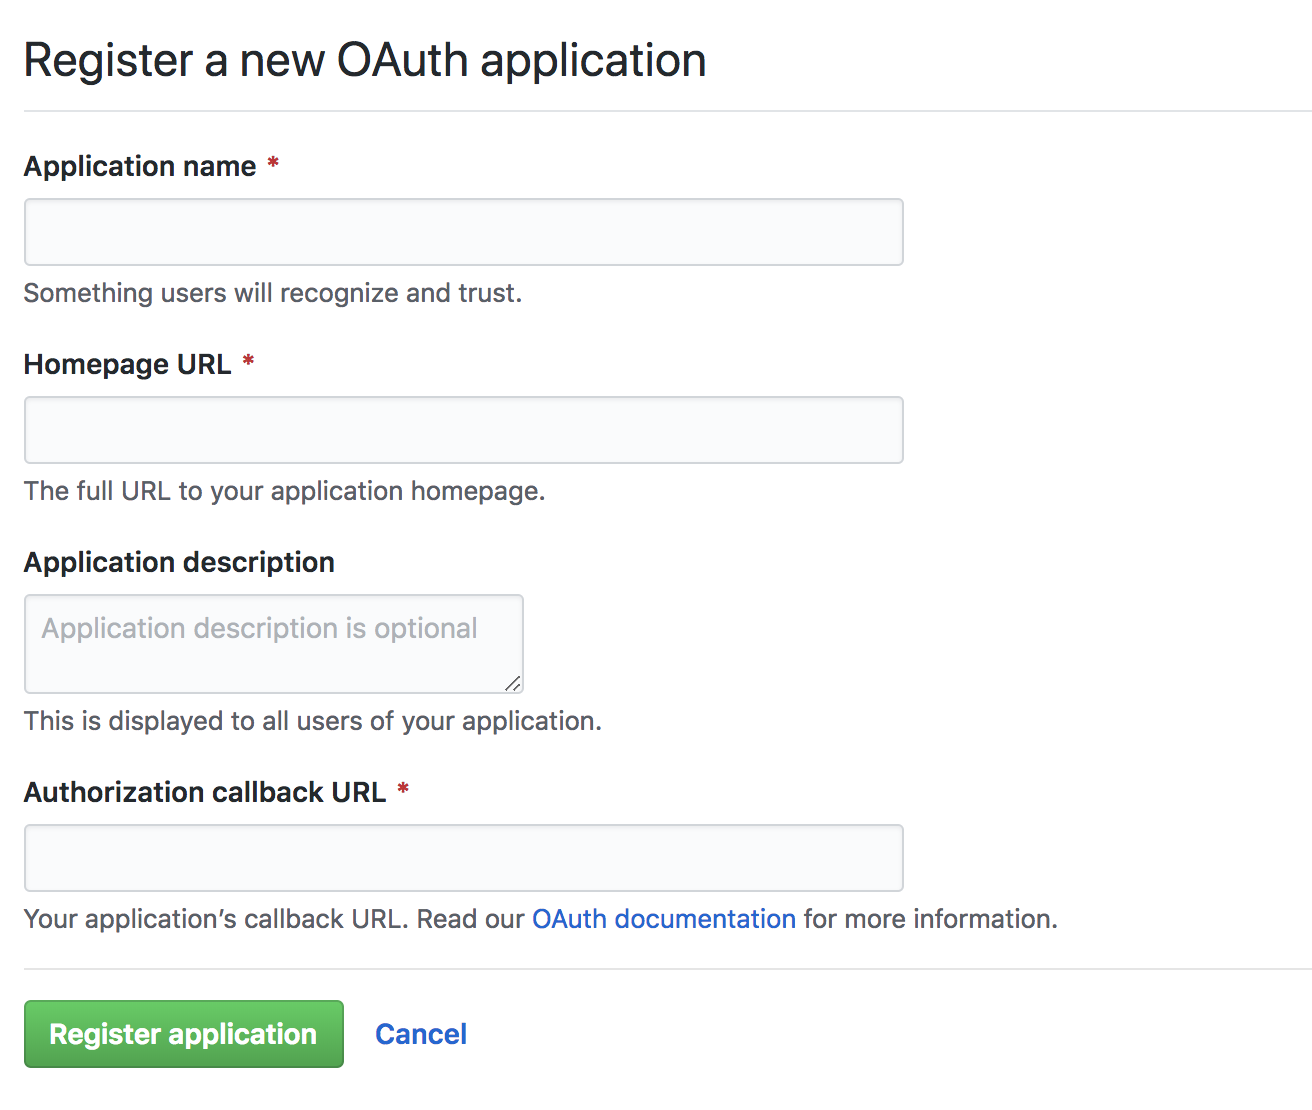 Register a new OAuth application
Application name *
Something users will recognize and trust.
Homepage URL *
The full URL to your application homepage.
Application description
Application description is optional
This is displayed to all users of your application.
Authorization callback URL *
Your application’s callback URL. Read our OAuth documentation for more information.
Register application Cancel